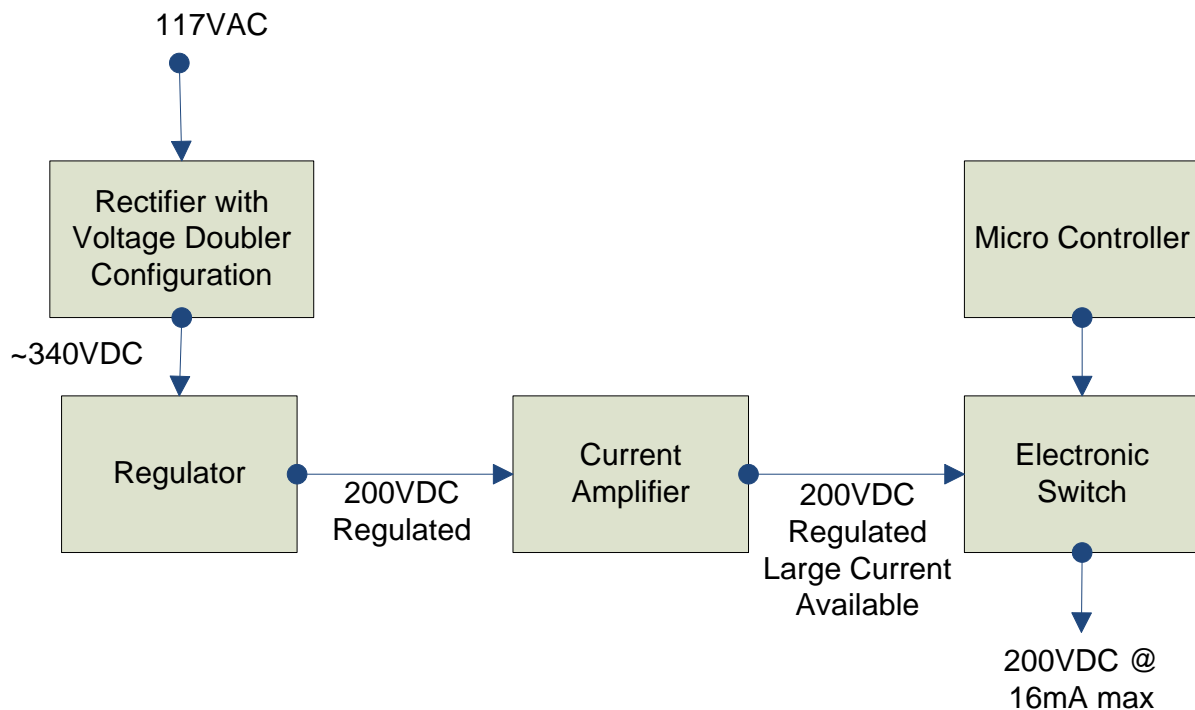 117VAC
Rectifier with
Voltage Doubler
Configuration
Micro Controller
~340VDC
Regulator
200VDC
Regulated
Current
Amplifier
200VDC
Regulated
Large Current
Available
Electronic
Switch
200VDC @
16mA max